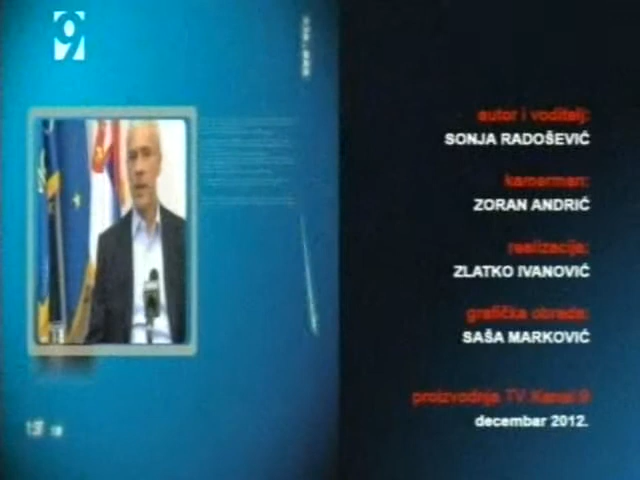 9
autor i voditelj:
SONJA RADOŠEVIĆ
kamerman:
ZORAN ANDRIĆ
realizacija:
ZLATKO IVANOVIĆ
grafička obrada:
SAŠA MARKOVIĆ
proizvodnja TV Kanal 9
decembar 2012.